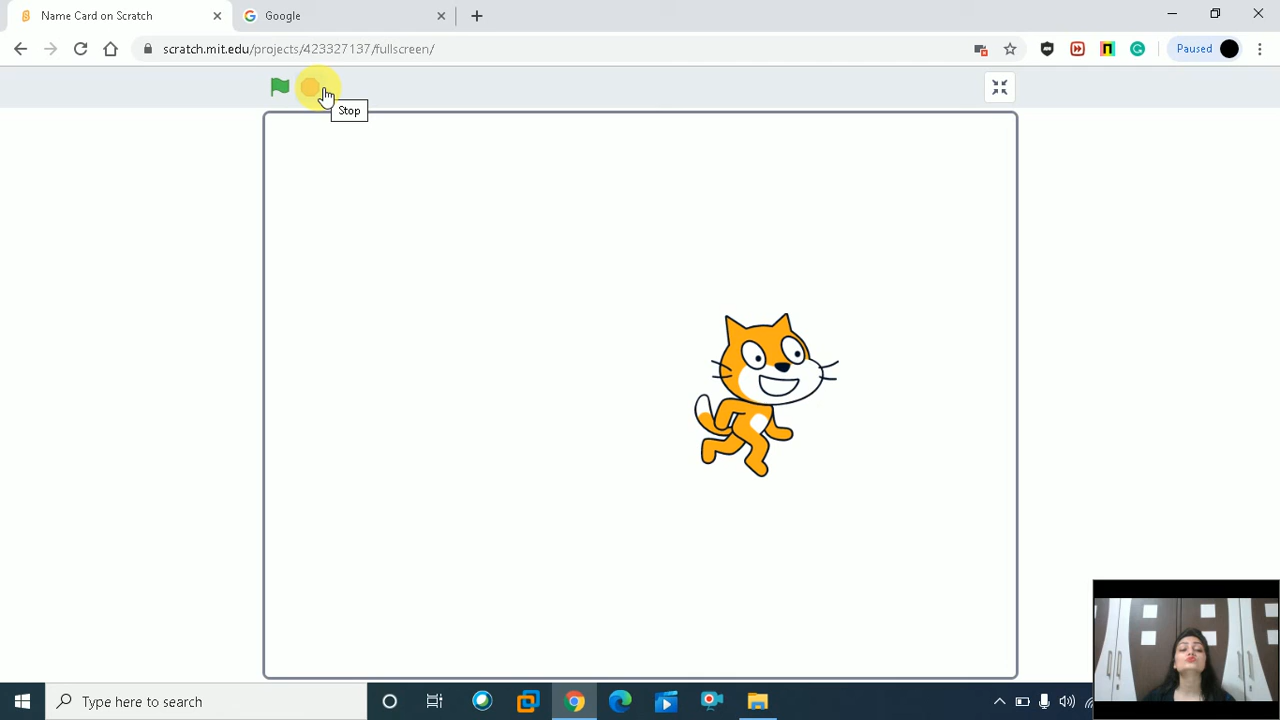 Name Card on Scratch
Google
scratch.mit.edu/projects/423327137/fullscreen/
Paused
Stop
Type here to search